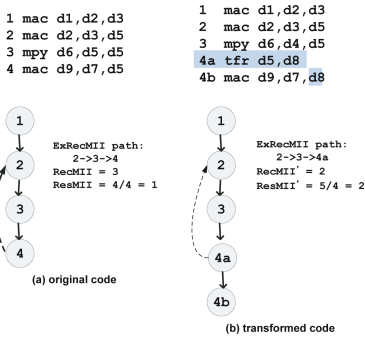 1 mac d1,d2,d3
2 mac d2,d3,d5
3 mpy d6,d5,d5
4 mac d9,d7,d5
1 mac d1,d2,d3
2 mac d2,d3,d5
3 mpy d6,d4,d5
4a tfr d5,d8
4b mac d9,d7,d8
1
2
3
4
ExRecMII path:
2->3->4
RecMII = 3
ResMII = 4/4 = 1
(a) original code
1
2
3
4a
4b
ExRecMII path:
2->3->4a
RecMII' = 2
ResMII' = 5/4 = 2
(b) transformed code